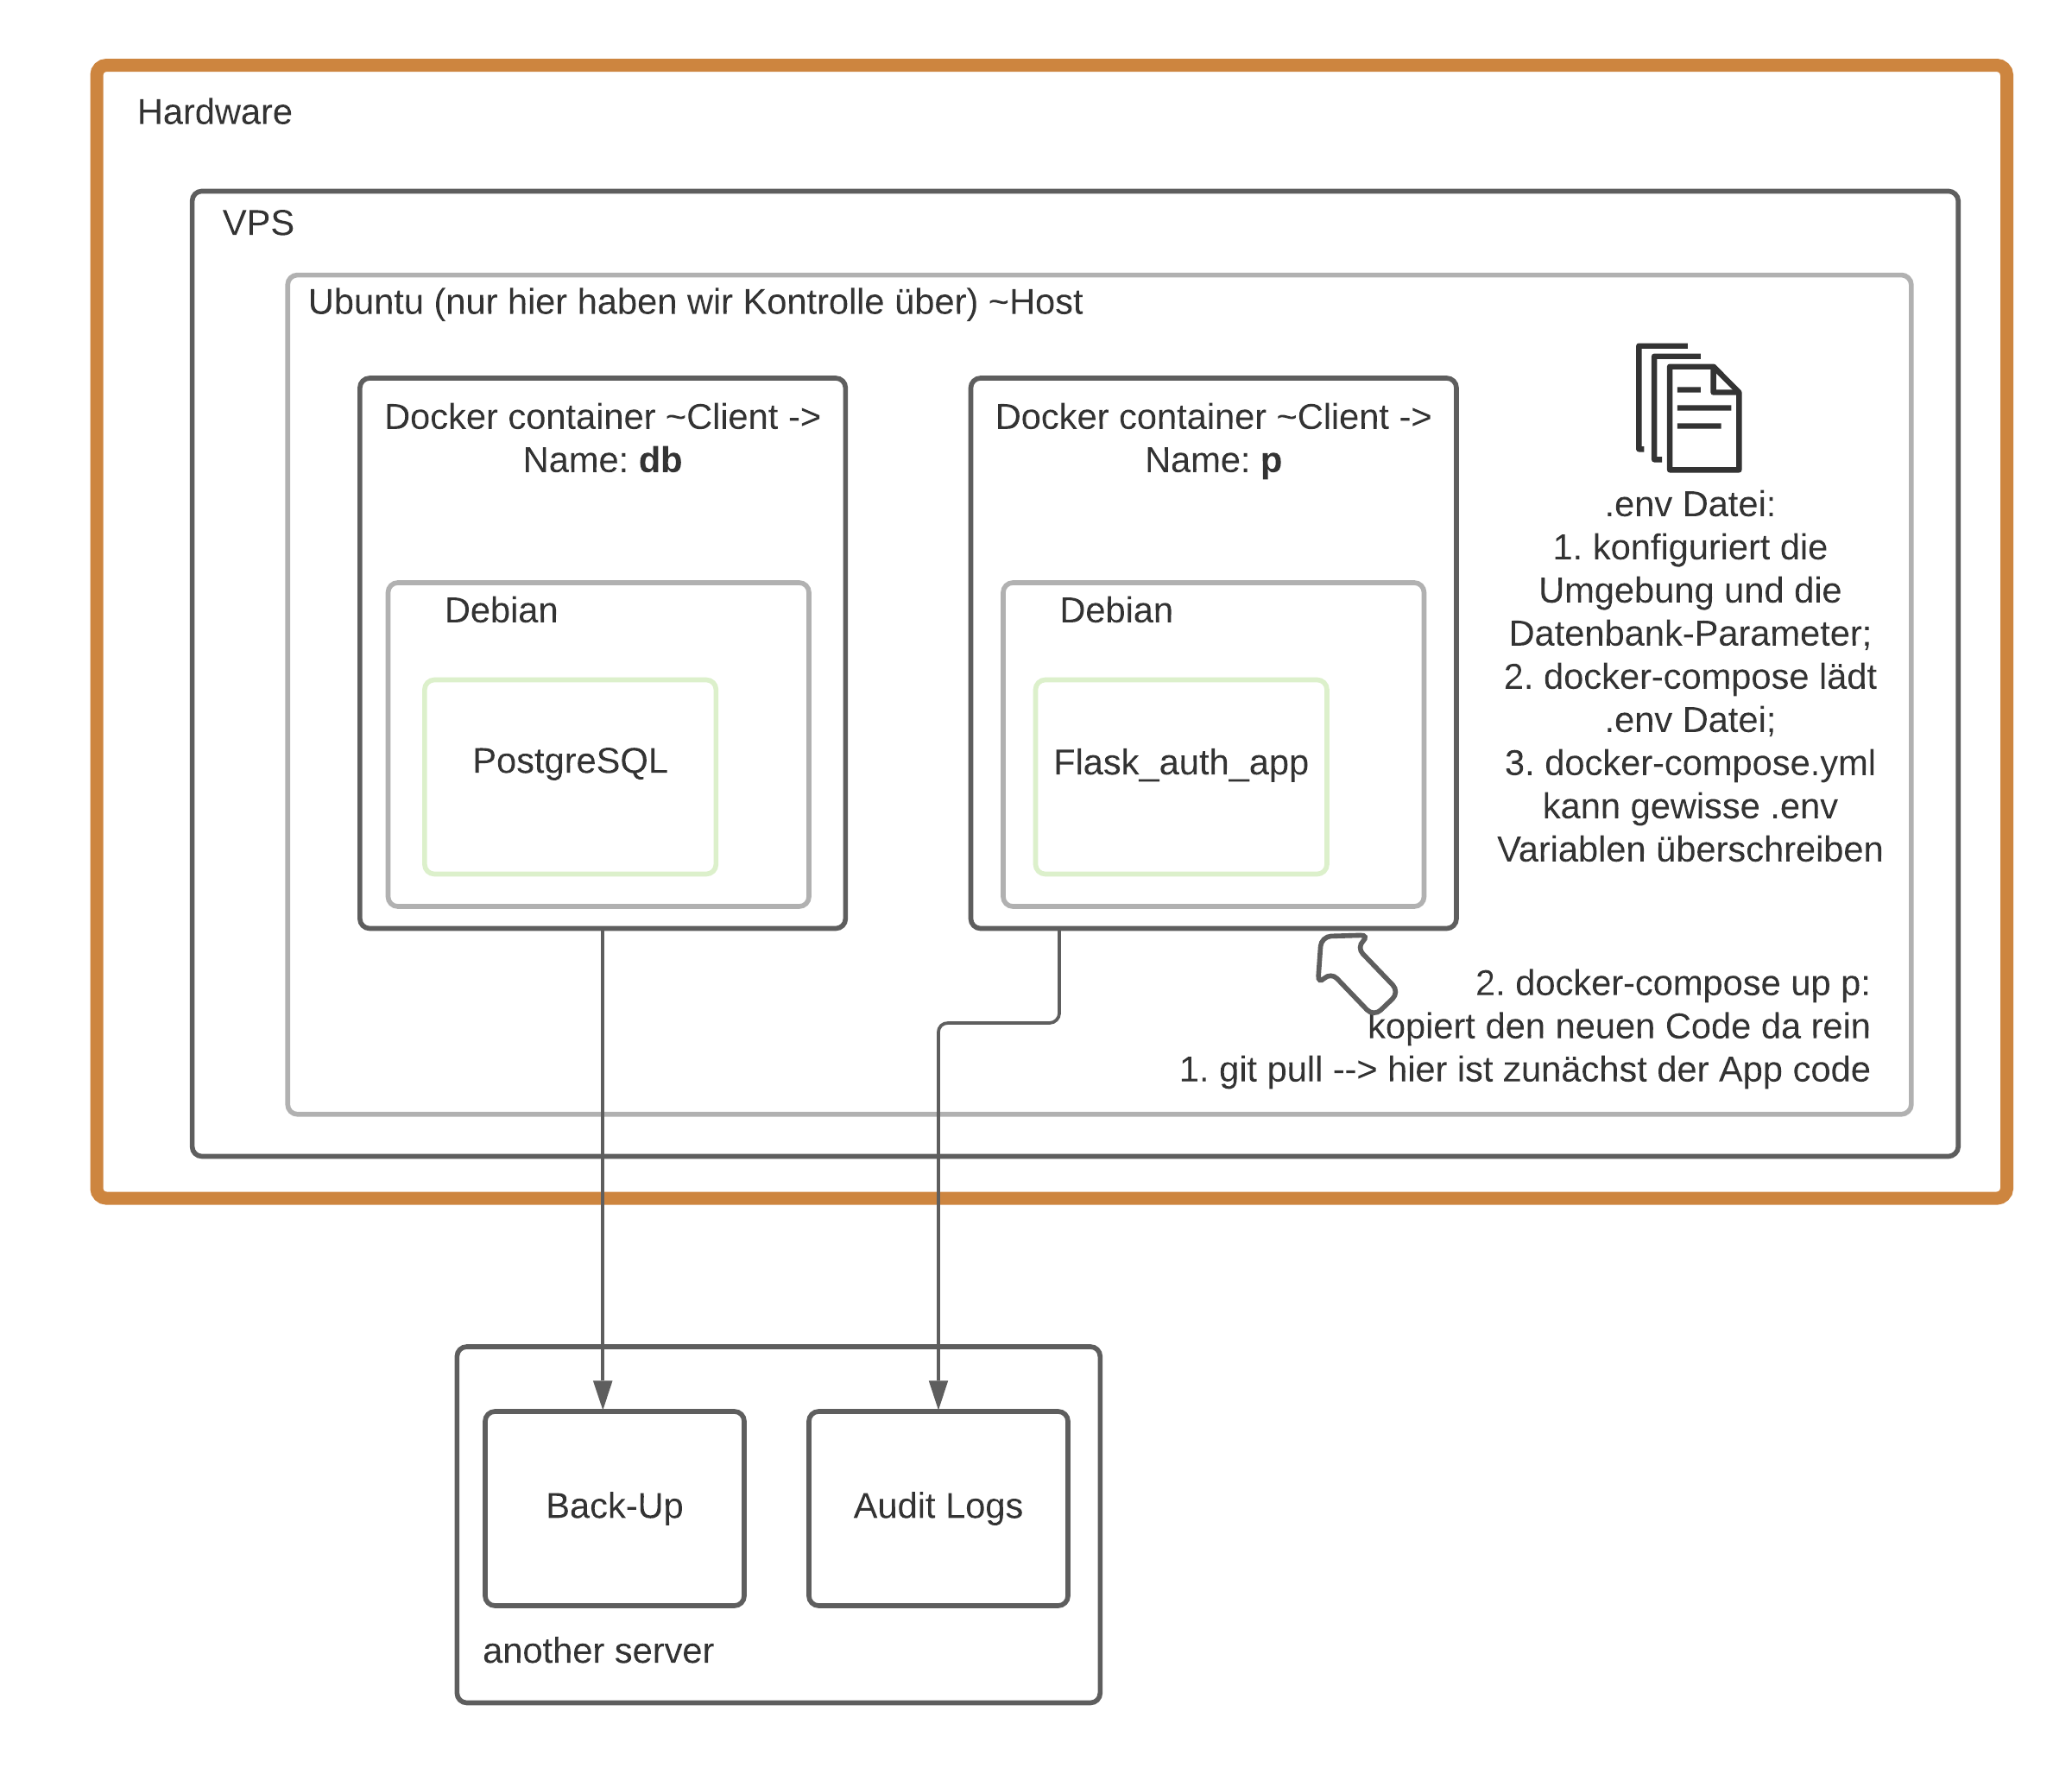 Hardware
VPS
Ubuntu (nur hier haben wir Kontrolle über) ~Host
Docker container ~Client ->
Name: db
Debian
PostgreSQL
Docker container ~Client ->
Name: p
Debian
Flask_auth_app
.env Datei:
1. konfiguriert die
Umgebung und die
Datenbank-Parameter;
2. docker-compose lädt
.env Datei;
3. docker-compose.yml
kann gewisse .env
Variablen überschreiben
2. docker-compose up p:
kopiert den neuen Code da rein
1. git pull --> hier ist zunächst der App code
Back-Up
Audit Logs
another server